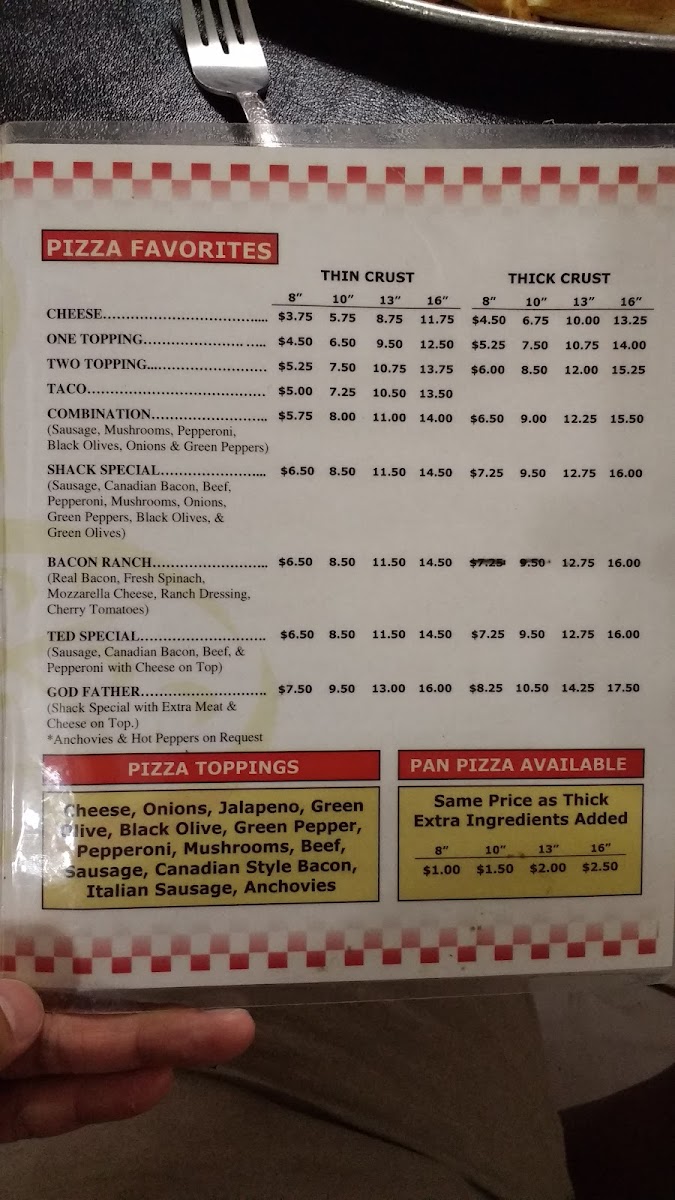 PIZZA FAVORITES
THIN CRUST THICK CRUST
8" 10" 13" 16" 8" 10" 13" 16"
CHEESE................................... $3.75 5.75 8.75 11.75 $4.50 6.75 10.00 13.25
ONE TOPPING..................... ..... $4.50 6.50 9.50 12.50 $5.25 7.50 10.75 14.00
TWO TOPPING......................... $5.25 7.50 10.75 13.75 $6.00 8.50 12.00 15.25
TACO....................................... $5.00 7.25 10.50 13.50
COMBINATION.......................... $5.75 8.00 11.00 14.00 $6.50 9.00 12.25 15.50
(Sausage, Mushrooms, Pepperoni,
Black Olives, Onions & Green Peppers)
SHACK SPECIAL....................... $6.50 8.50 11.50 14.50 $7.25 9.50 12.75 16.00
(Sausage, Canadian Bacon, Beef,
Pepperoni, Mushrooms, Onions,
Green Peppers, Black Olives, &
Green Olives)
BACON RANCH......................... $6.50 8.50 11.50 14.50 $7.25 9.50 12.75 16.00
(Real Bacon, Fresh Spinach,
Mozzarella Cheese, Ranch Dressing,
Cherry Tomatoes)
TED SPECIAL............................ $6.50 8.50 11.50 14.50 $7.25 9.50 12.75 16.00
(Sausage, Canadian Bacon, Beef, &
Pepperoni with Cheese on Top)
GOD FATHER............................ $7.50 9.50 13.00 16.00 $8.25 10.50 14.25 17.50
(Shack Special with Extra Meat &
Cheese on Top.)
*Anchovies & Hot Peppers on Request
PIZZA TOPPINGS
Cheese, Onions, Jalapeno, Green
Olive, Black Olive, Green Pepper,
Pepperoni, Mushrooms, Beef,
Sausage, Canadian Style Bacon,
Italian Sausage, Anchovies
PAN PIZZA AVAILABLE
Same Price as Thick
Extra Ingredients Added
8" 10" 13" 16"
$1.00 $1.50 $2.00 $2.50